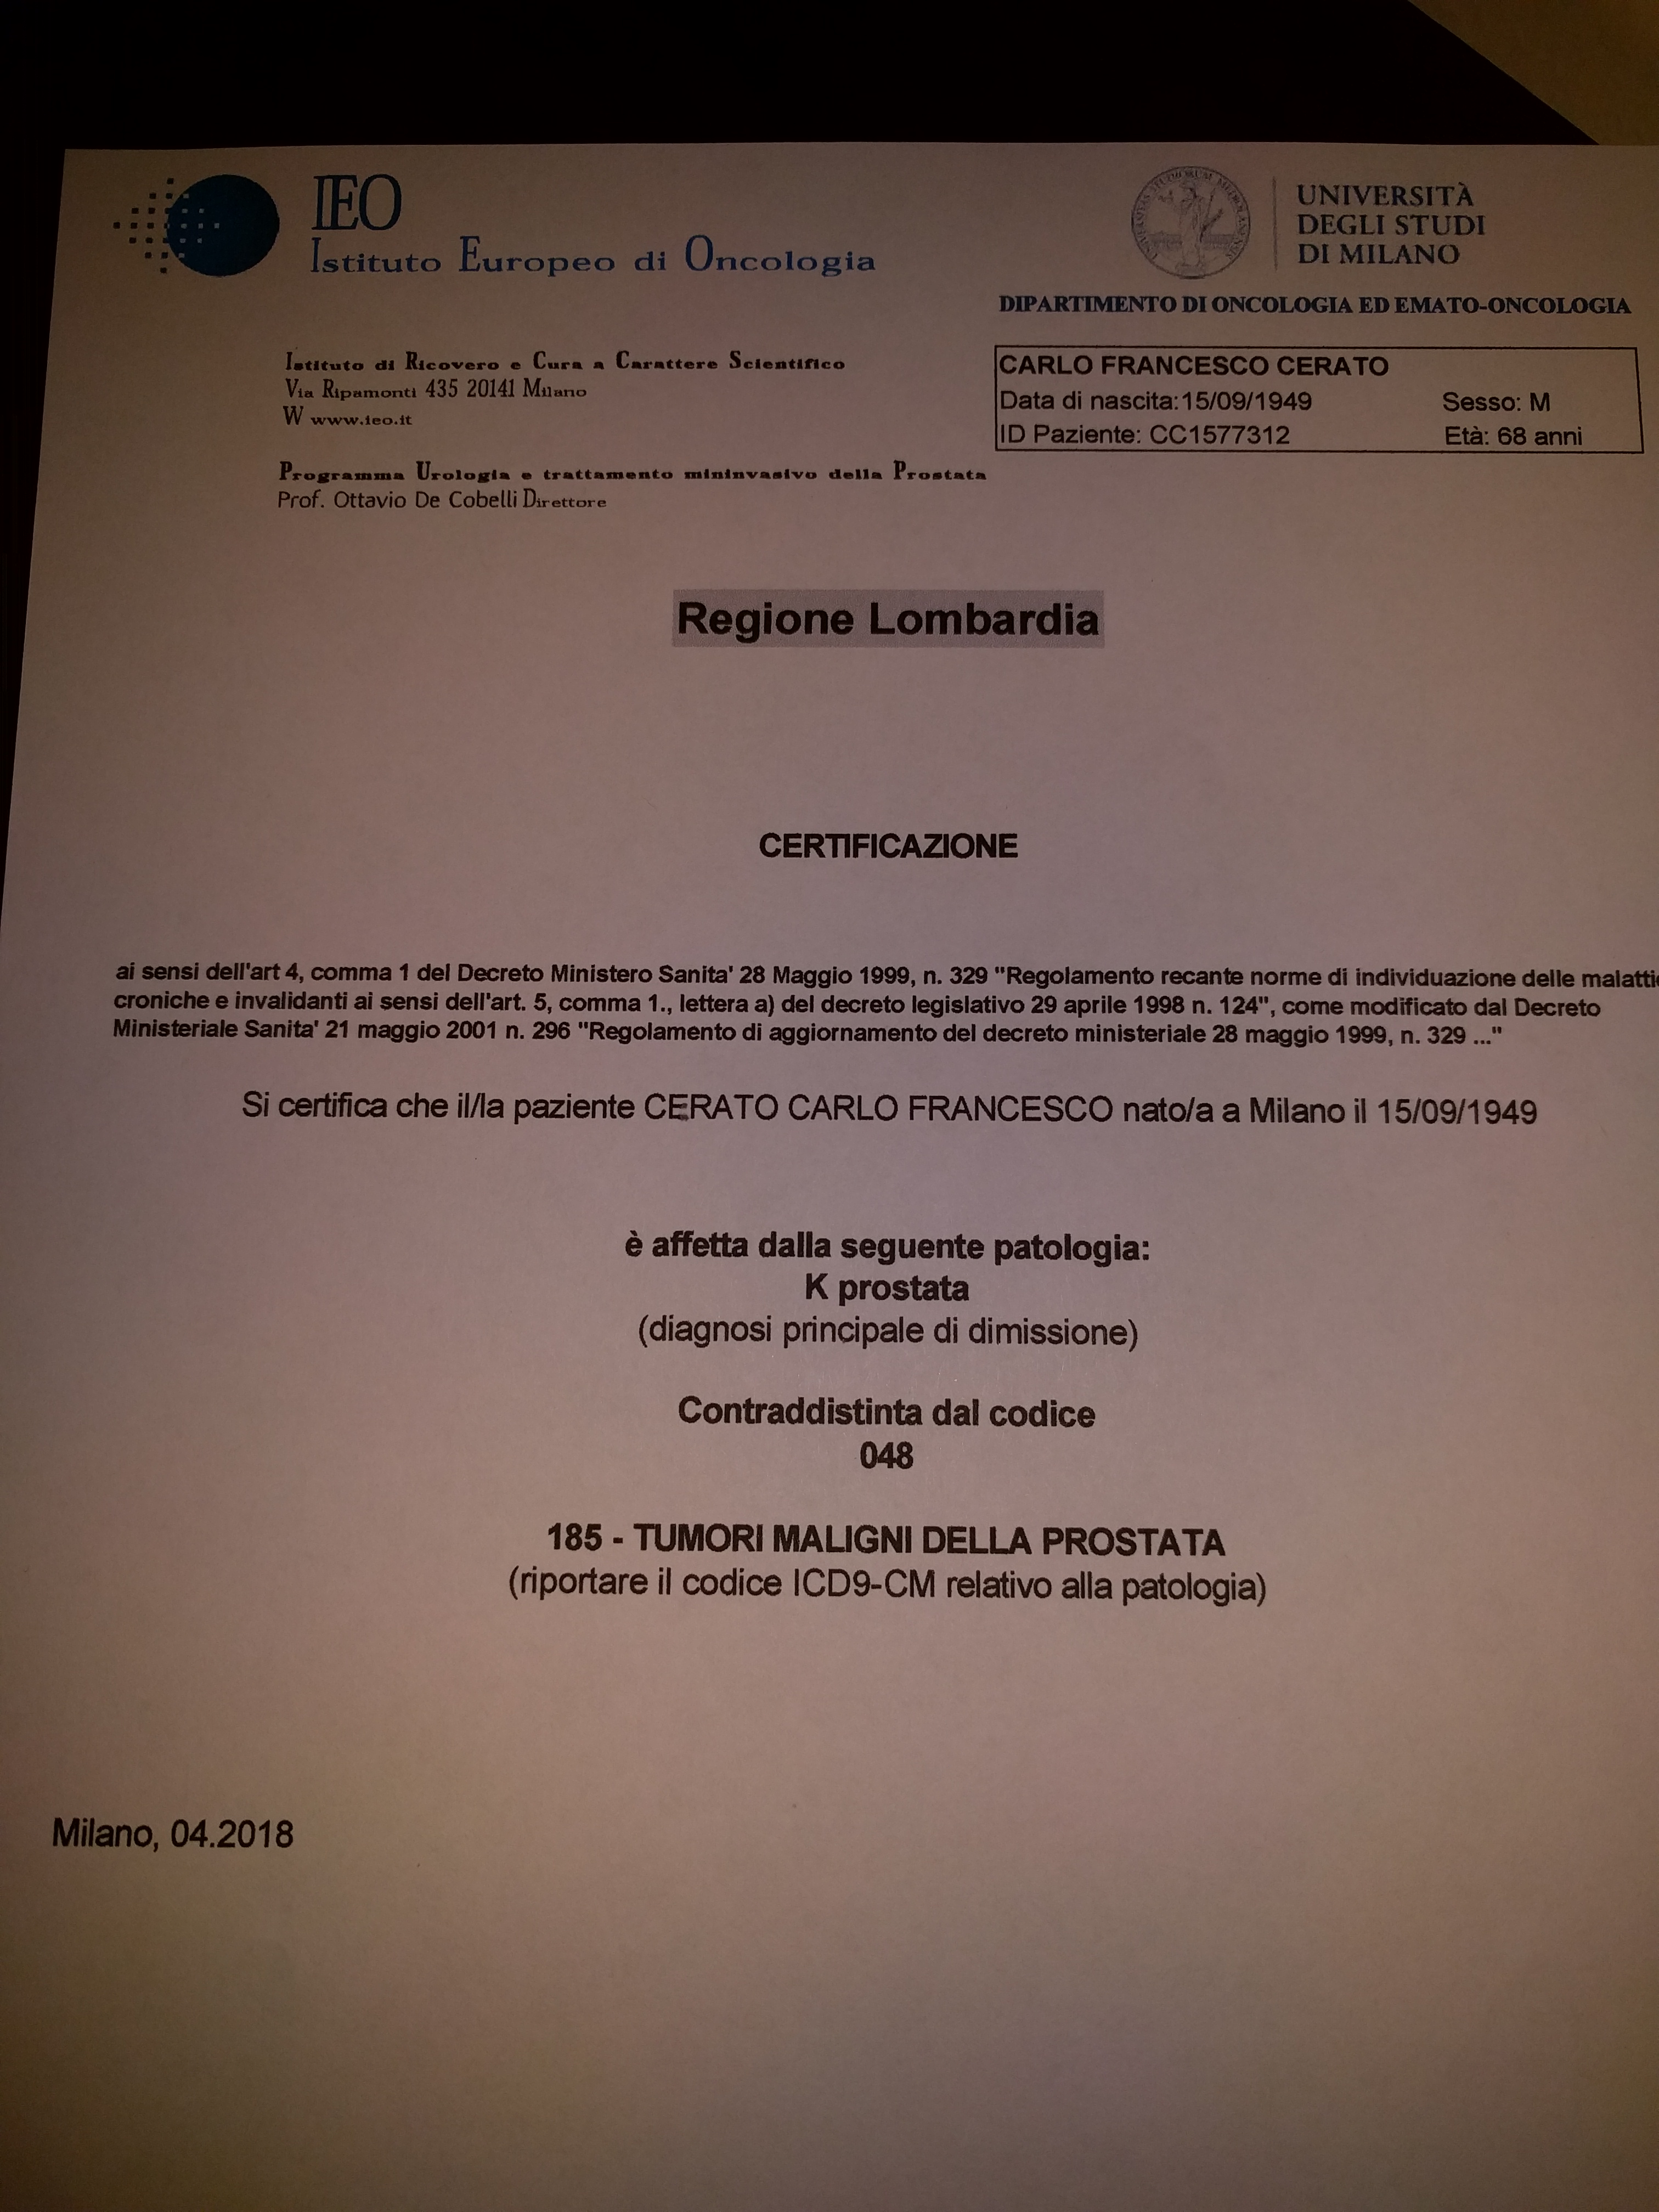 IEO
Istituto Europeo di Oncologia
UNIVERSITÀ
DEGLI STUDI
DI MILANO
DIPARTIMENTO DI ONCOLOGIA ED EMATO-ONCOLOGIA
Istituto di Ricovero e Cura a Carattere Scientifico
Via Ripamonti 435 20141 Milano
W www.ieo.it
CARLO FRANCESCO CERATO
Data di nascita:15/09/1949 Sesso: M
ID Paziente: CC1577312 Età: 68 anni
Programma Urologia e trattamento mininvasivo della Prostata
Prof. Ottavio De Cobelli Direttore
Regione Lombardia
CERTIFICAZIONE
ai sensi dell'art 4, comma 1 del Decreto Ministero Sanita' 28 Maggio 1999, n. 329 "Regolamento recante norme di individuazione delle malattie
croniche e invalidanti ai sensi dell'art. 5, comma 1., lettera a) del decreto legislativo 29 aprile 1998 n. 124", come modificato dal Decreto
Ministeriale Sanita' 21 maggio 2001 n. 296 "Regolamento di aggiornamento del decreto ministeriale 28 maggio 1999, n. 329 ..."
Si certifica che il/la paziente CERATO CARLO FRANCESCO nato/a a Milano il 15/09/1949
è affetta dalla seguente patologia:
K prostata
(diagnosi principale di dimissione)
Contraddistinta dal codice
048
185 - TUMORI MALIGNI DELLA PROSTATA
(riportare il codice ICD9-CM relativo alla patologia)
Milano, 04.2018